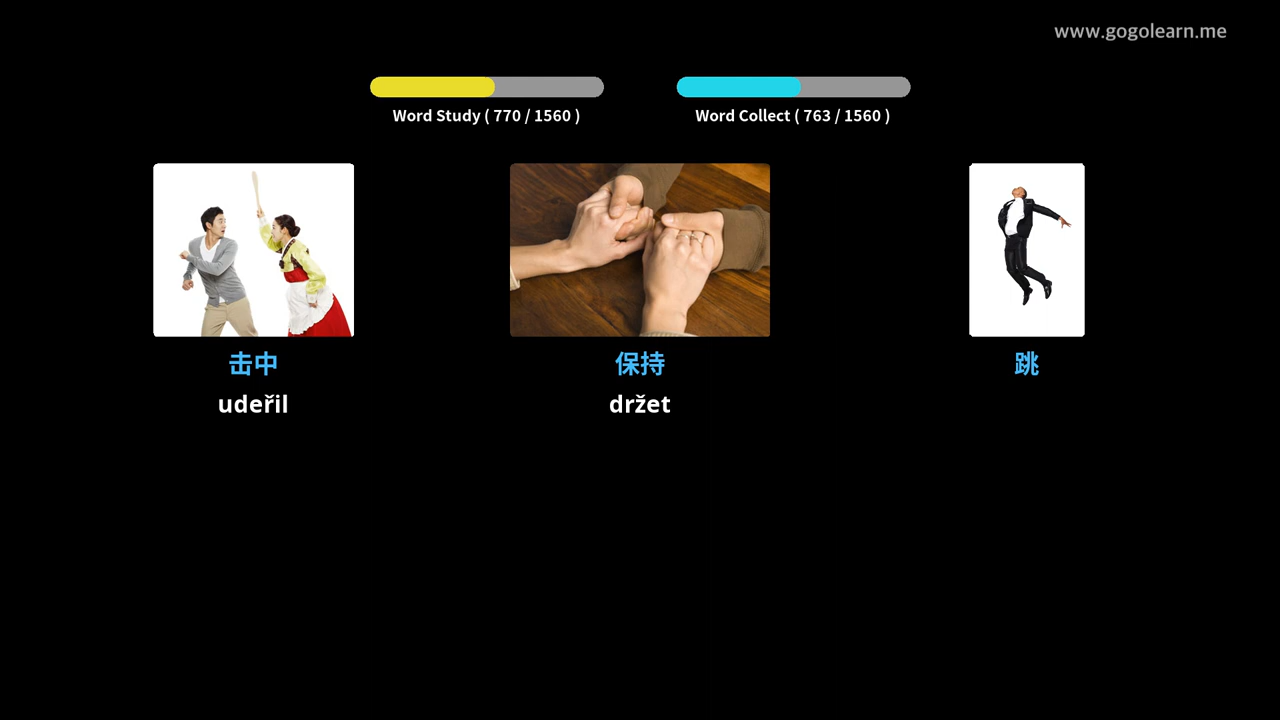 www.gogolearn.me
Word Study ( 770 / 1560 )
Word Collect ( 763 / 1560 )
击中
保持
跳
udeřil
držet